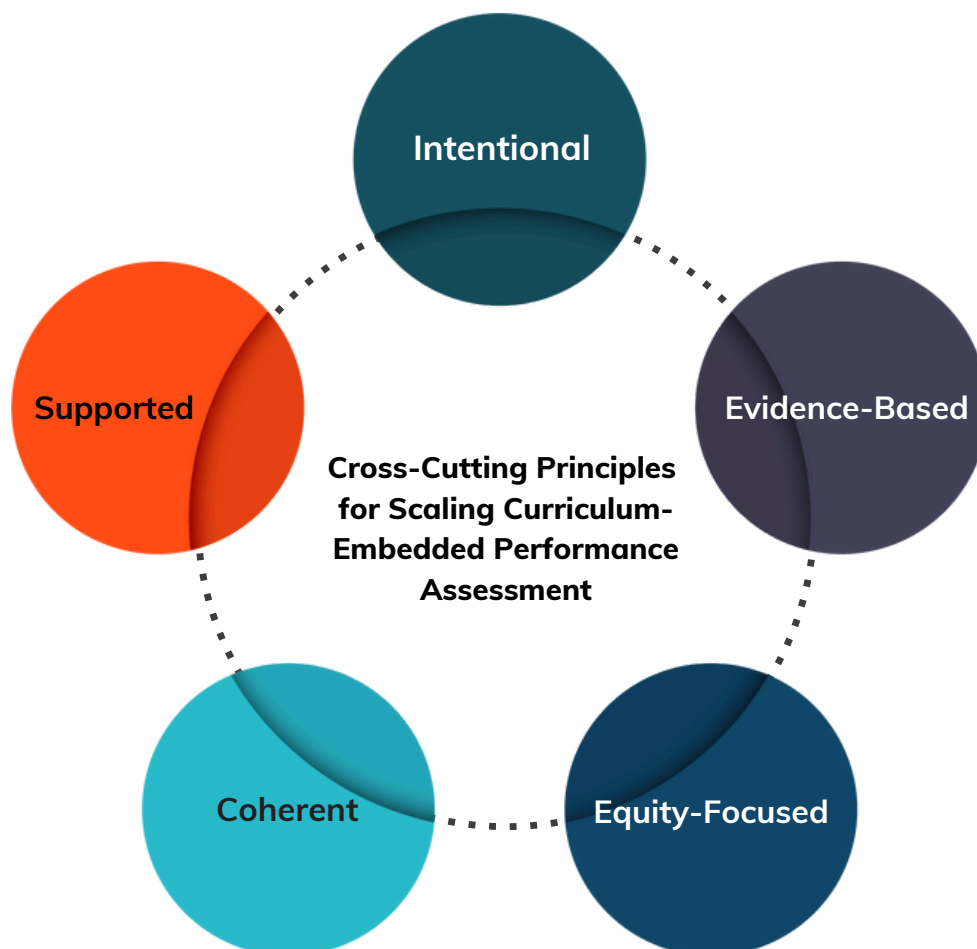 Intentional
Supported
Evidence-Based
Cross-Cutting Principles
for Scaling Curriculum-
Embedded Performance
Assessment
Coherent
Equity-Focused